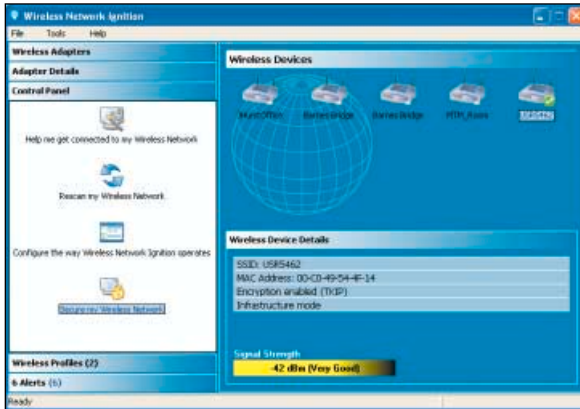 Wireless Network Ignition
File Tools Help
Wireless Adapters
Adapter Details
Control Panel
Help me get connected to my Wireless Network
Rescan my Wireless Network
Configure the way Wireless Network Ignition operates
Secure my Wireless Network
Wireless Profiles (2)
6 Alerts (6)
Ready
Wireless Devices
BarnesBridge
BarnesBridge
Wireless Device Details
SSID: USR5462
MAC Address: 00-C0-49-54-4F-14
Encryption enabled (TKIP)
Infrastructure mode
Signal Strength
-42 dBm (Very Good)